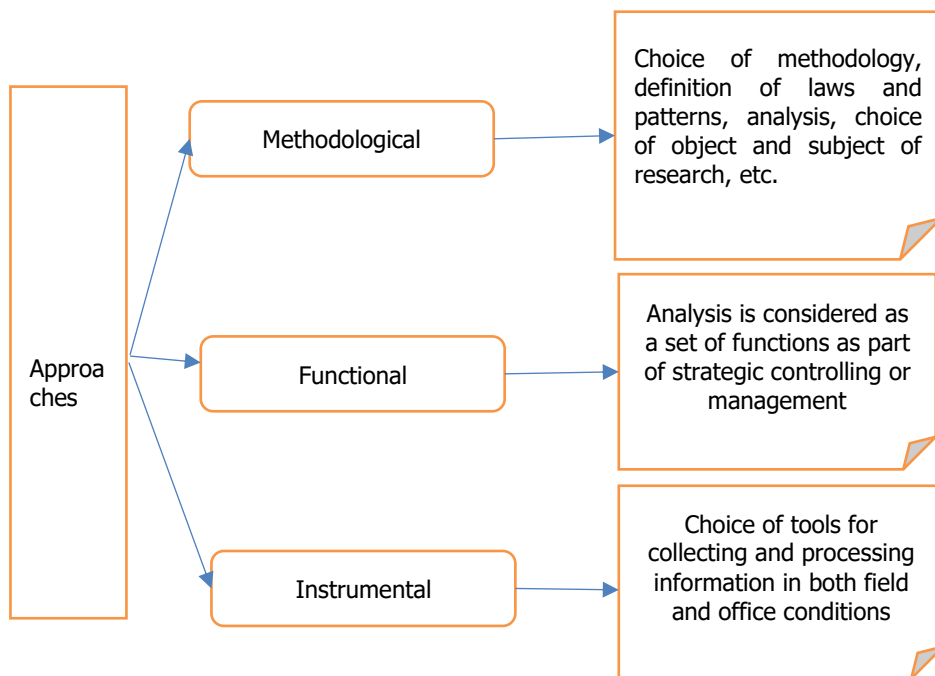 Approa
ches
Methodological
Choice of methodology,
definition of laws and
patterns, analysis, choice
of object and subject of
research, etc.
Functional
Analysis is considered as
a set of functions as part
of strategic controlling or
management
Instrumental
Choice of tools for
collecting and processing
information in both field
and office conditions